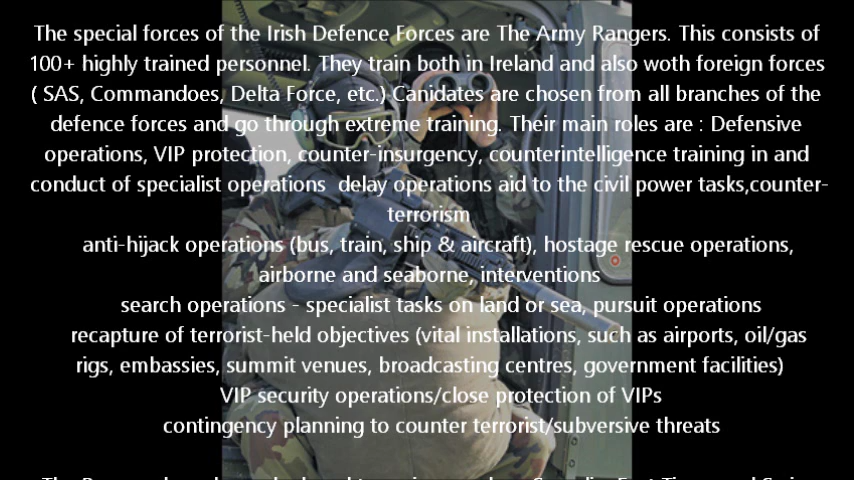 The special forces of the Irish Defence Forces are The Army Rangers. This consists of
100+ highly trained personnel. They train both in Ireland and also woth foreign forces
( SAS, Commandoes, Delta Force, etc.) Canidates are chosen from all branches of the
defence forces and go through extreme training. Their main roles are : Defensive
operations, VIP protection, counter-insurgency, counterintelligence training in and
conduct of specialist operations  delay operations aid to the civil power tasks,counter-
terrorism
anti-hijack operations (bus, train, ship & aircraft), hostage rescue operations,
airborne and seaborne, interventions
search operations - specialist tasks on land or sea, pursuit operations
recapture of terrorist-held objectives (vital installations, such as airports, oil/gas
rigs, embassies, summit venues, broadcasting centres, government facilities)
VIP security operations/close protection of VIPs
contingency planning to counter terrorist/subversive threats